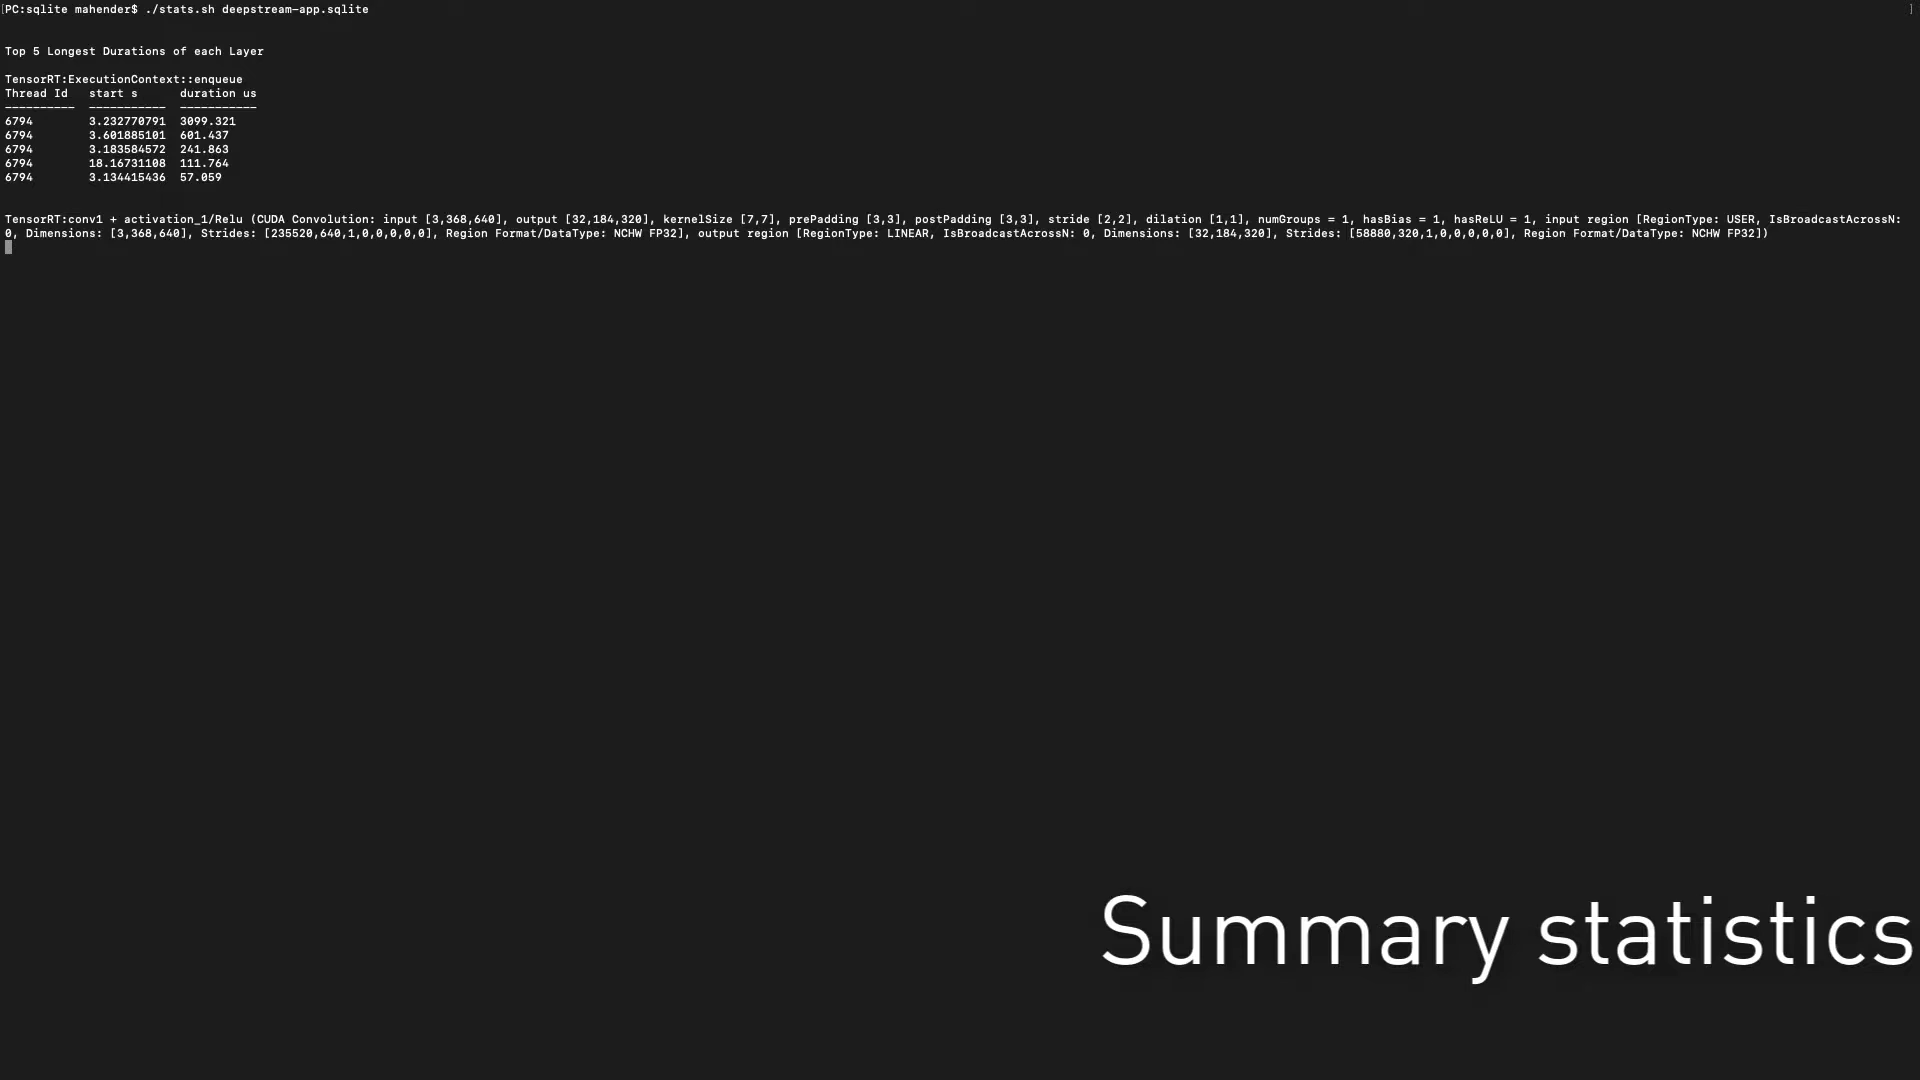 [PC:sqlite mahender$ ./stats.sh deepstream-app.sqlite ]
Top 5 Longest Durations of each Layer
TensorRT:ExecutionContext::enqueue
Thread Id   start s      duration us
----------  -----------  -----------
6794        3.232770791  3099.321
6794        3.601885101  601.437
6794        3.183584572  241.863
6794        18.16731108  111.764
6794        3.134415436  57.059
TensorRT:conv1 + activation_1/Relu (CUDA Convolution: input [3,368,640], output [32,184,320], kernelSize [7,7], prePadding [3,3], postPadding [3,3], stride [2,2], dilation [1,1], numGroups = 1, hasBias = 1, hasReLU = 1, input region [RegionType: USER, IsBroadcastAcrossN:
0, Dimensions: [3,368,640], Strides: [235520,640,1,0,0,0,0,0], Region Format/DataType: NCHW FP32], output region [RegionType: LINEAR, IsBroadcastAcrossN: 0, Dimensions: [32,184,320], Strides: [58880,320,1,0,0,0,0,0], Region Format/DataType: NCHW FP32])
Summary statistics